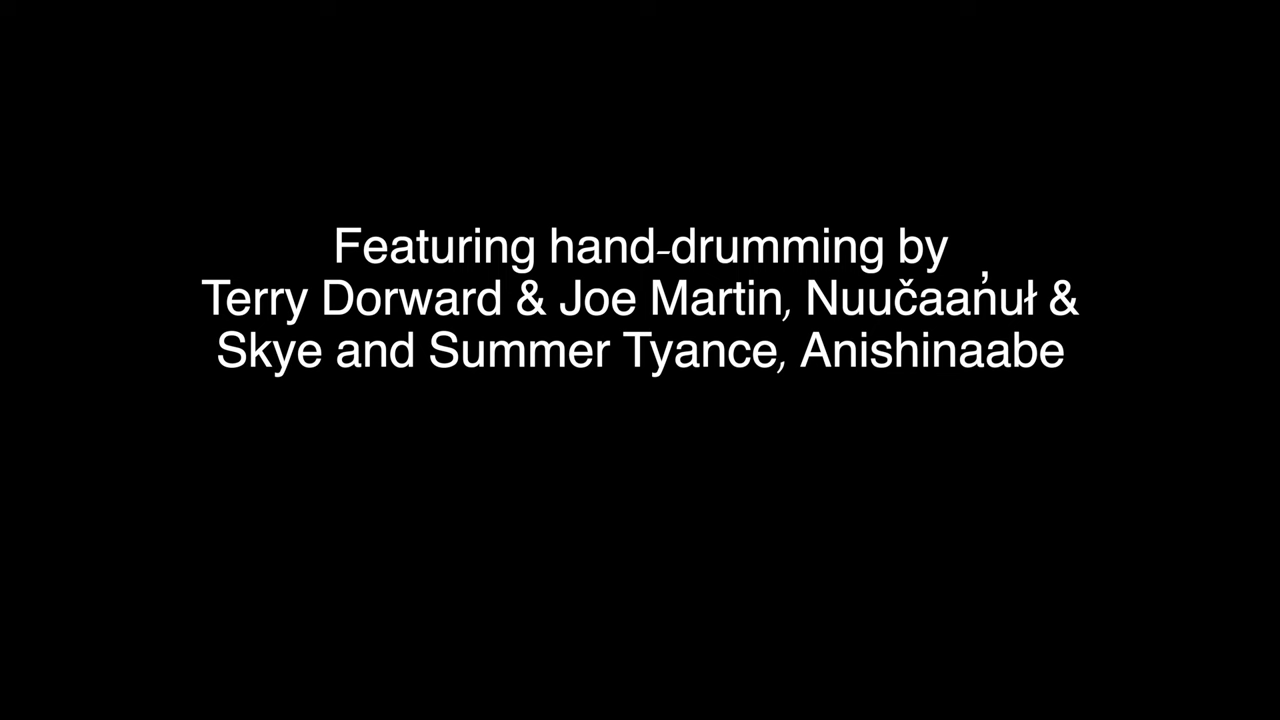 Featuring hand-drumming by
Terry Dorward & Joe Martin, Nuučaan̓uł &
Skye and Summer Tyance, Anishinaabe